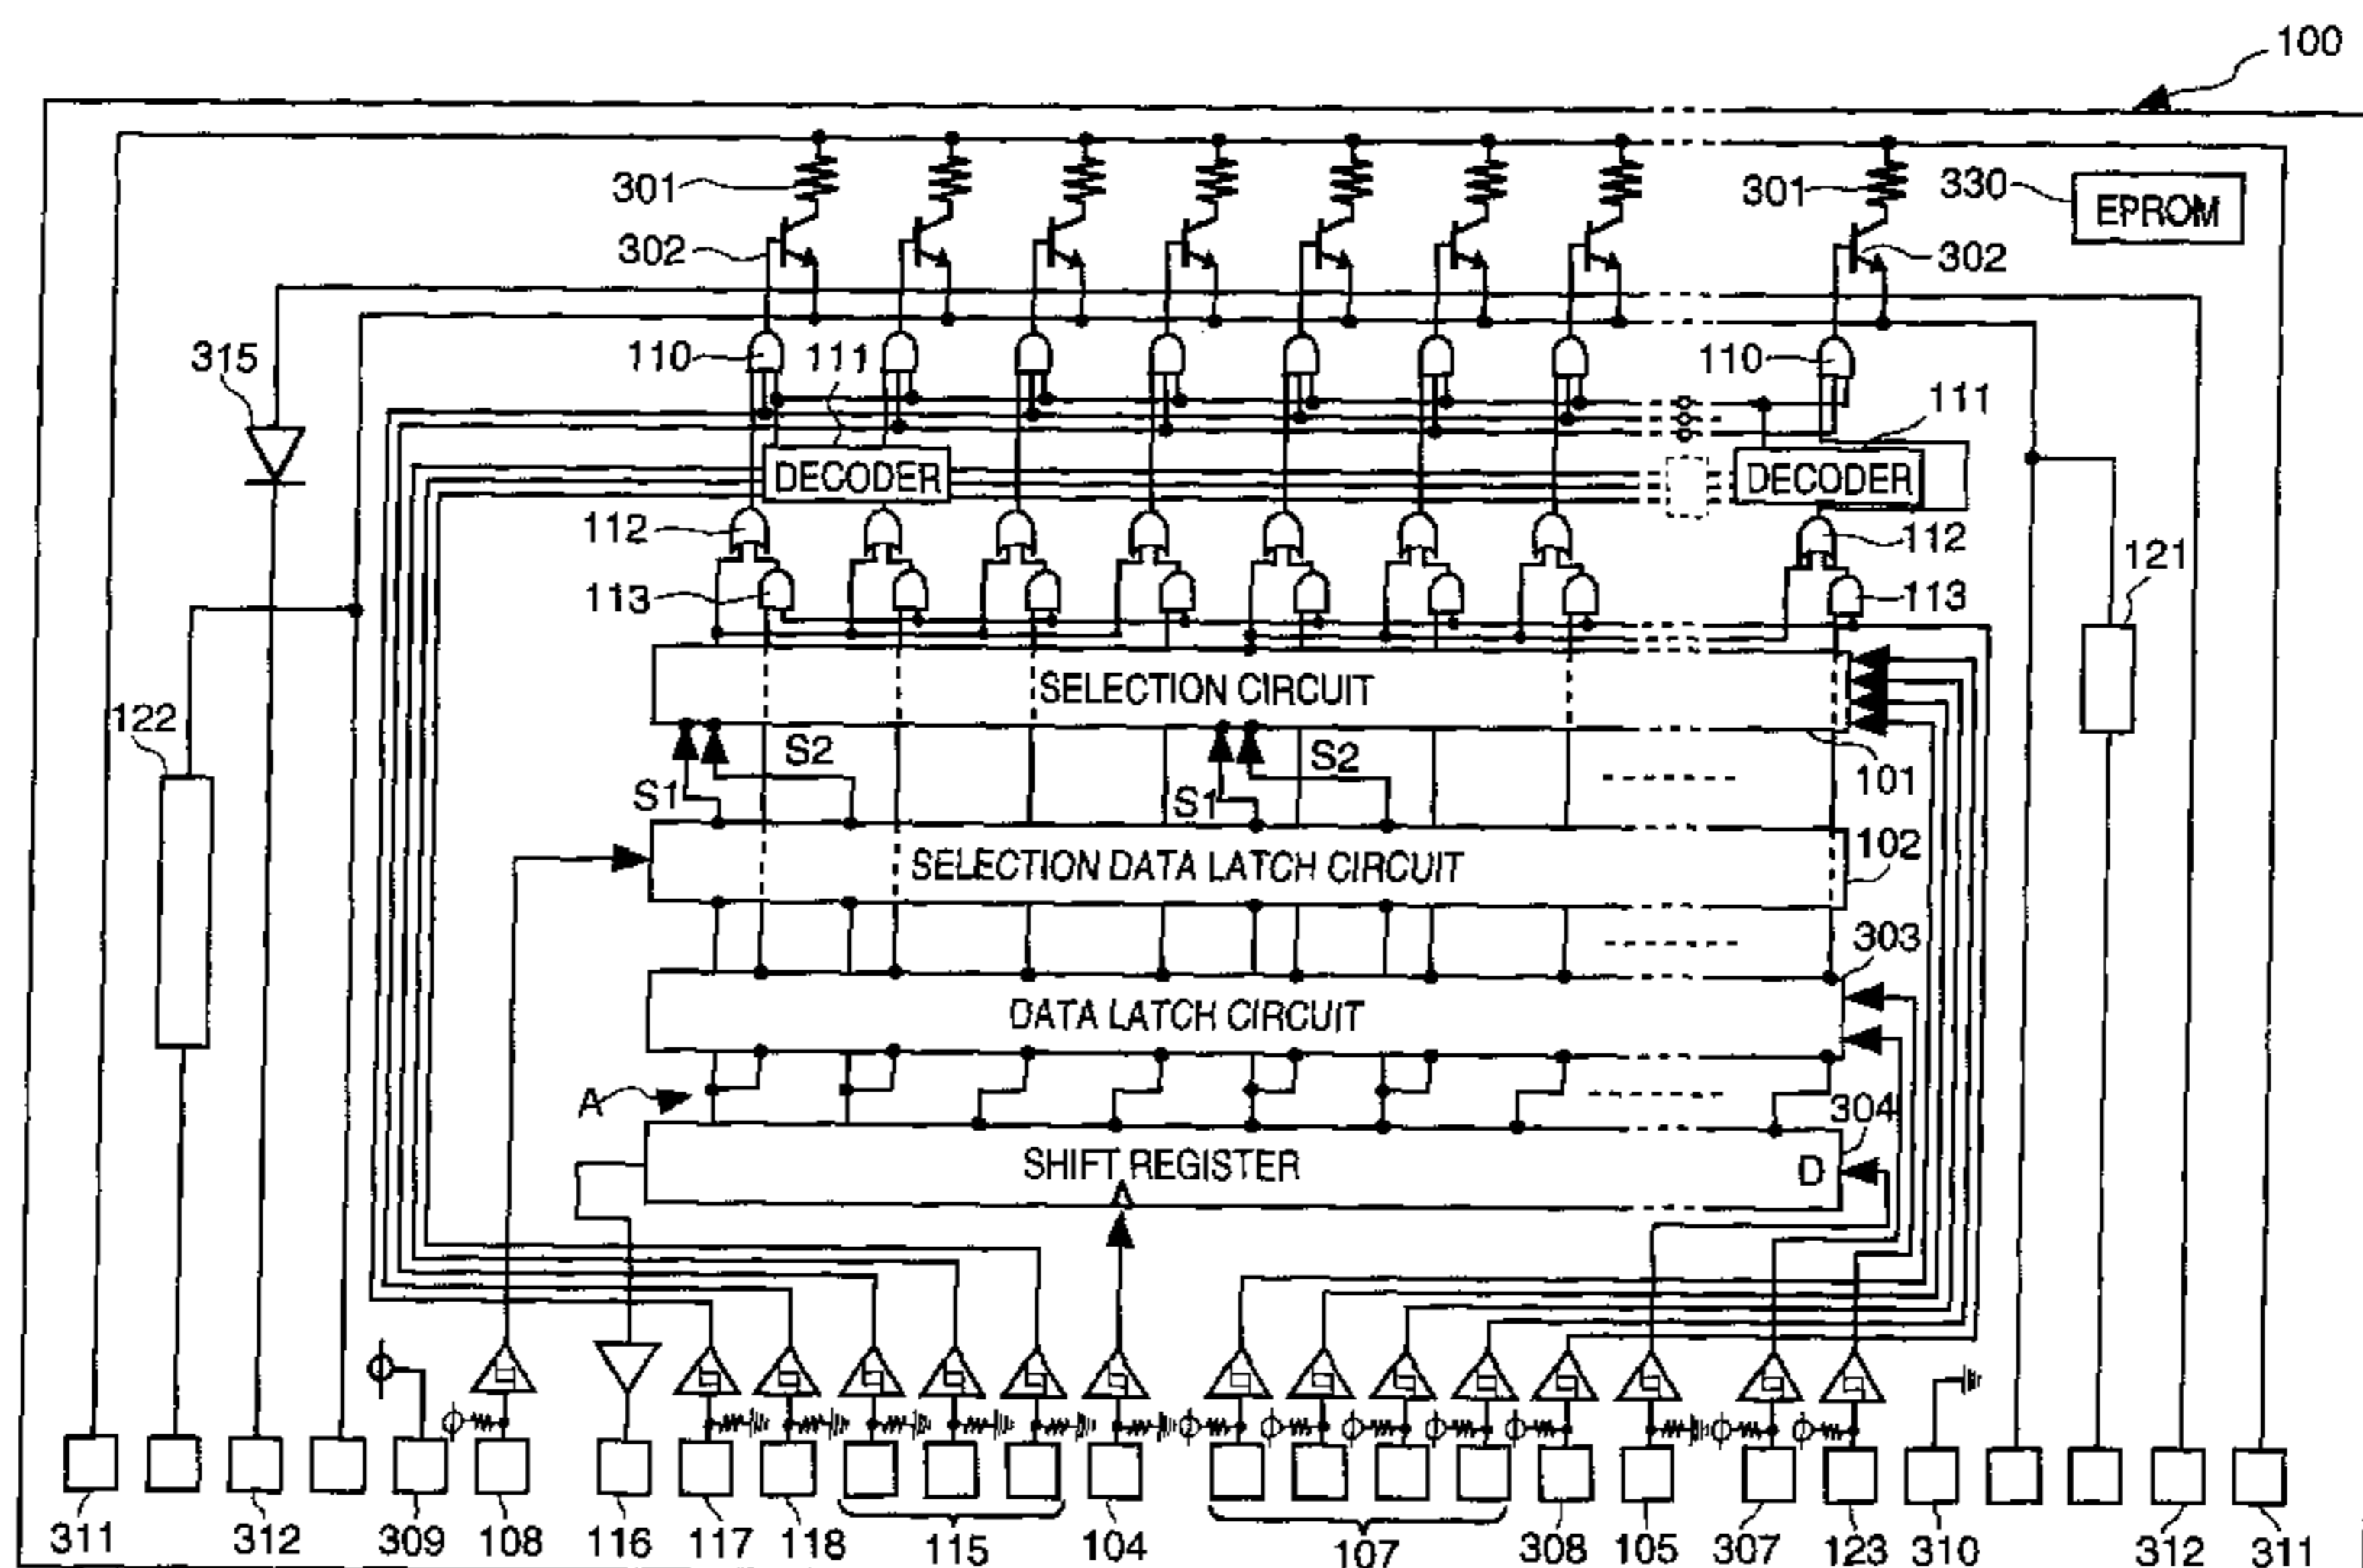 100
301
301
330
EPROM
302
302
315
110
111
110
111
DECODER
DECODER
112
112
121
113
113
SELECTION CIRCUIT
122
S2
S2
S1
S1
101
SELECTION DATA LATCH CIRCUIT
102
303
DATA LATCH CIRCUIT
A
304
SHIFT REGISTER
D
311
312
309
108
116
117
118
115
104
107
308
105
307
123
310
312
311